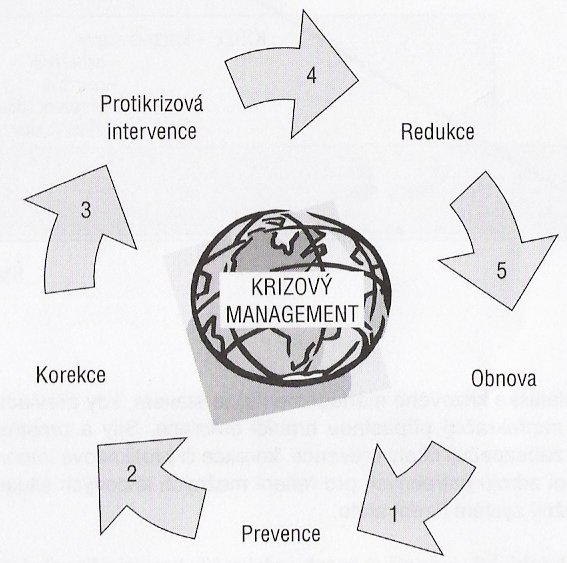 4
Protikrizová
intervence
Redukce
3
5
KRIZOVÝ
MANAGEMENT
Korekce
Obnova
2
1
Prevence